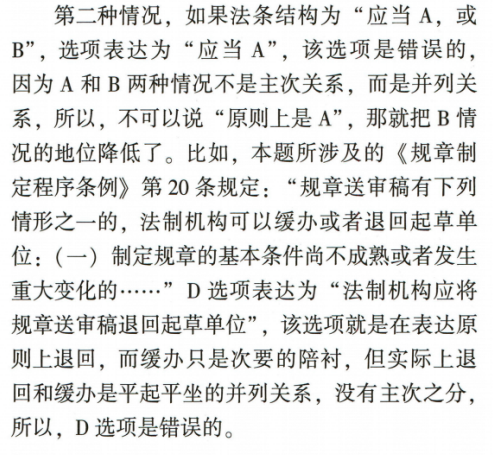 第二种情况，如果法条结构为“应当 A，或
B”，选项表达为“应当 A”，该选项是错误的，
因为 A 和 B 两种情况不是主次关系，而是并列关
系，所以，不可以说“原则上是 A”，那就把 B 情
况的地位降低了。比如，本题所涉及的《规章制
定程序条例》第 20 条规定：“规章送审稿有下列
情形之一的，法制机构可以缓办或者退回起草单
位：（一）制定规章的基本条件尚不成熟或者发生
重大变化的……” D 选项表达为“法制机构应将
规章送审稿退回起草单位”，该选项就是在表达原
则上退回，而缓办只是次要的陪衬，但实际上退
回和缓办是平起平坐的并列关系，没有主次之分，
所以，D 选项是错误的。